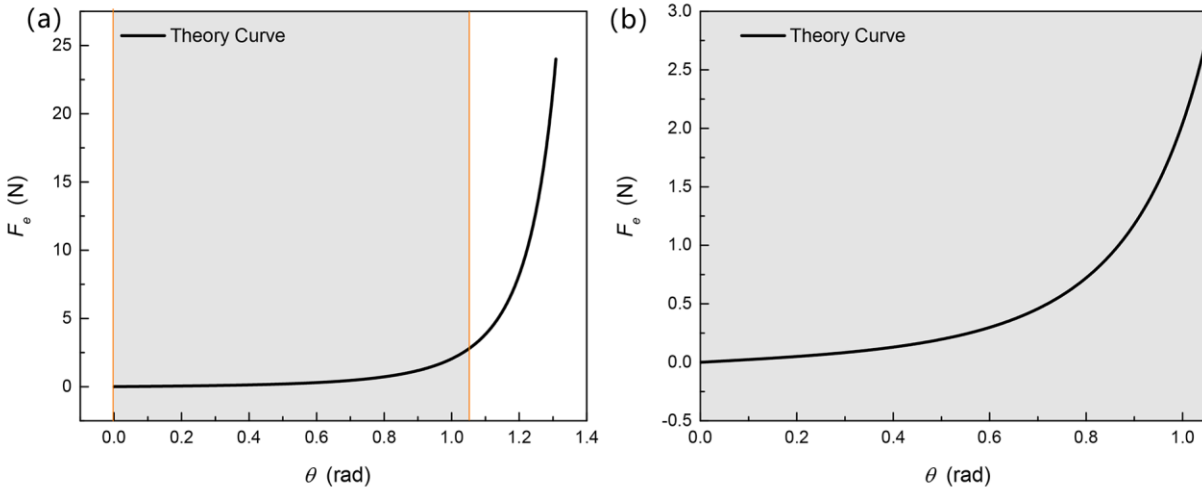 (a)
Theory Curve
25
20
15
10
5
0
F_e (N)
0.0 0.2 0.4 0.6 0.8 1.0 1.2 1.4
θ (rad)
(b)
Theory Curve
3.0
2.5
2.0
1.5
1.0
0.5
0.0
-0.5
F_e (N)
0.0 0.2 0.4 0.6 0.8 1.0
θ (rad)